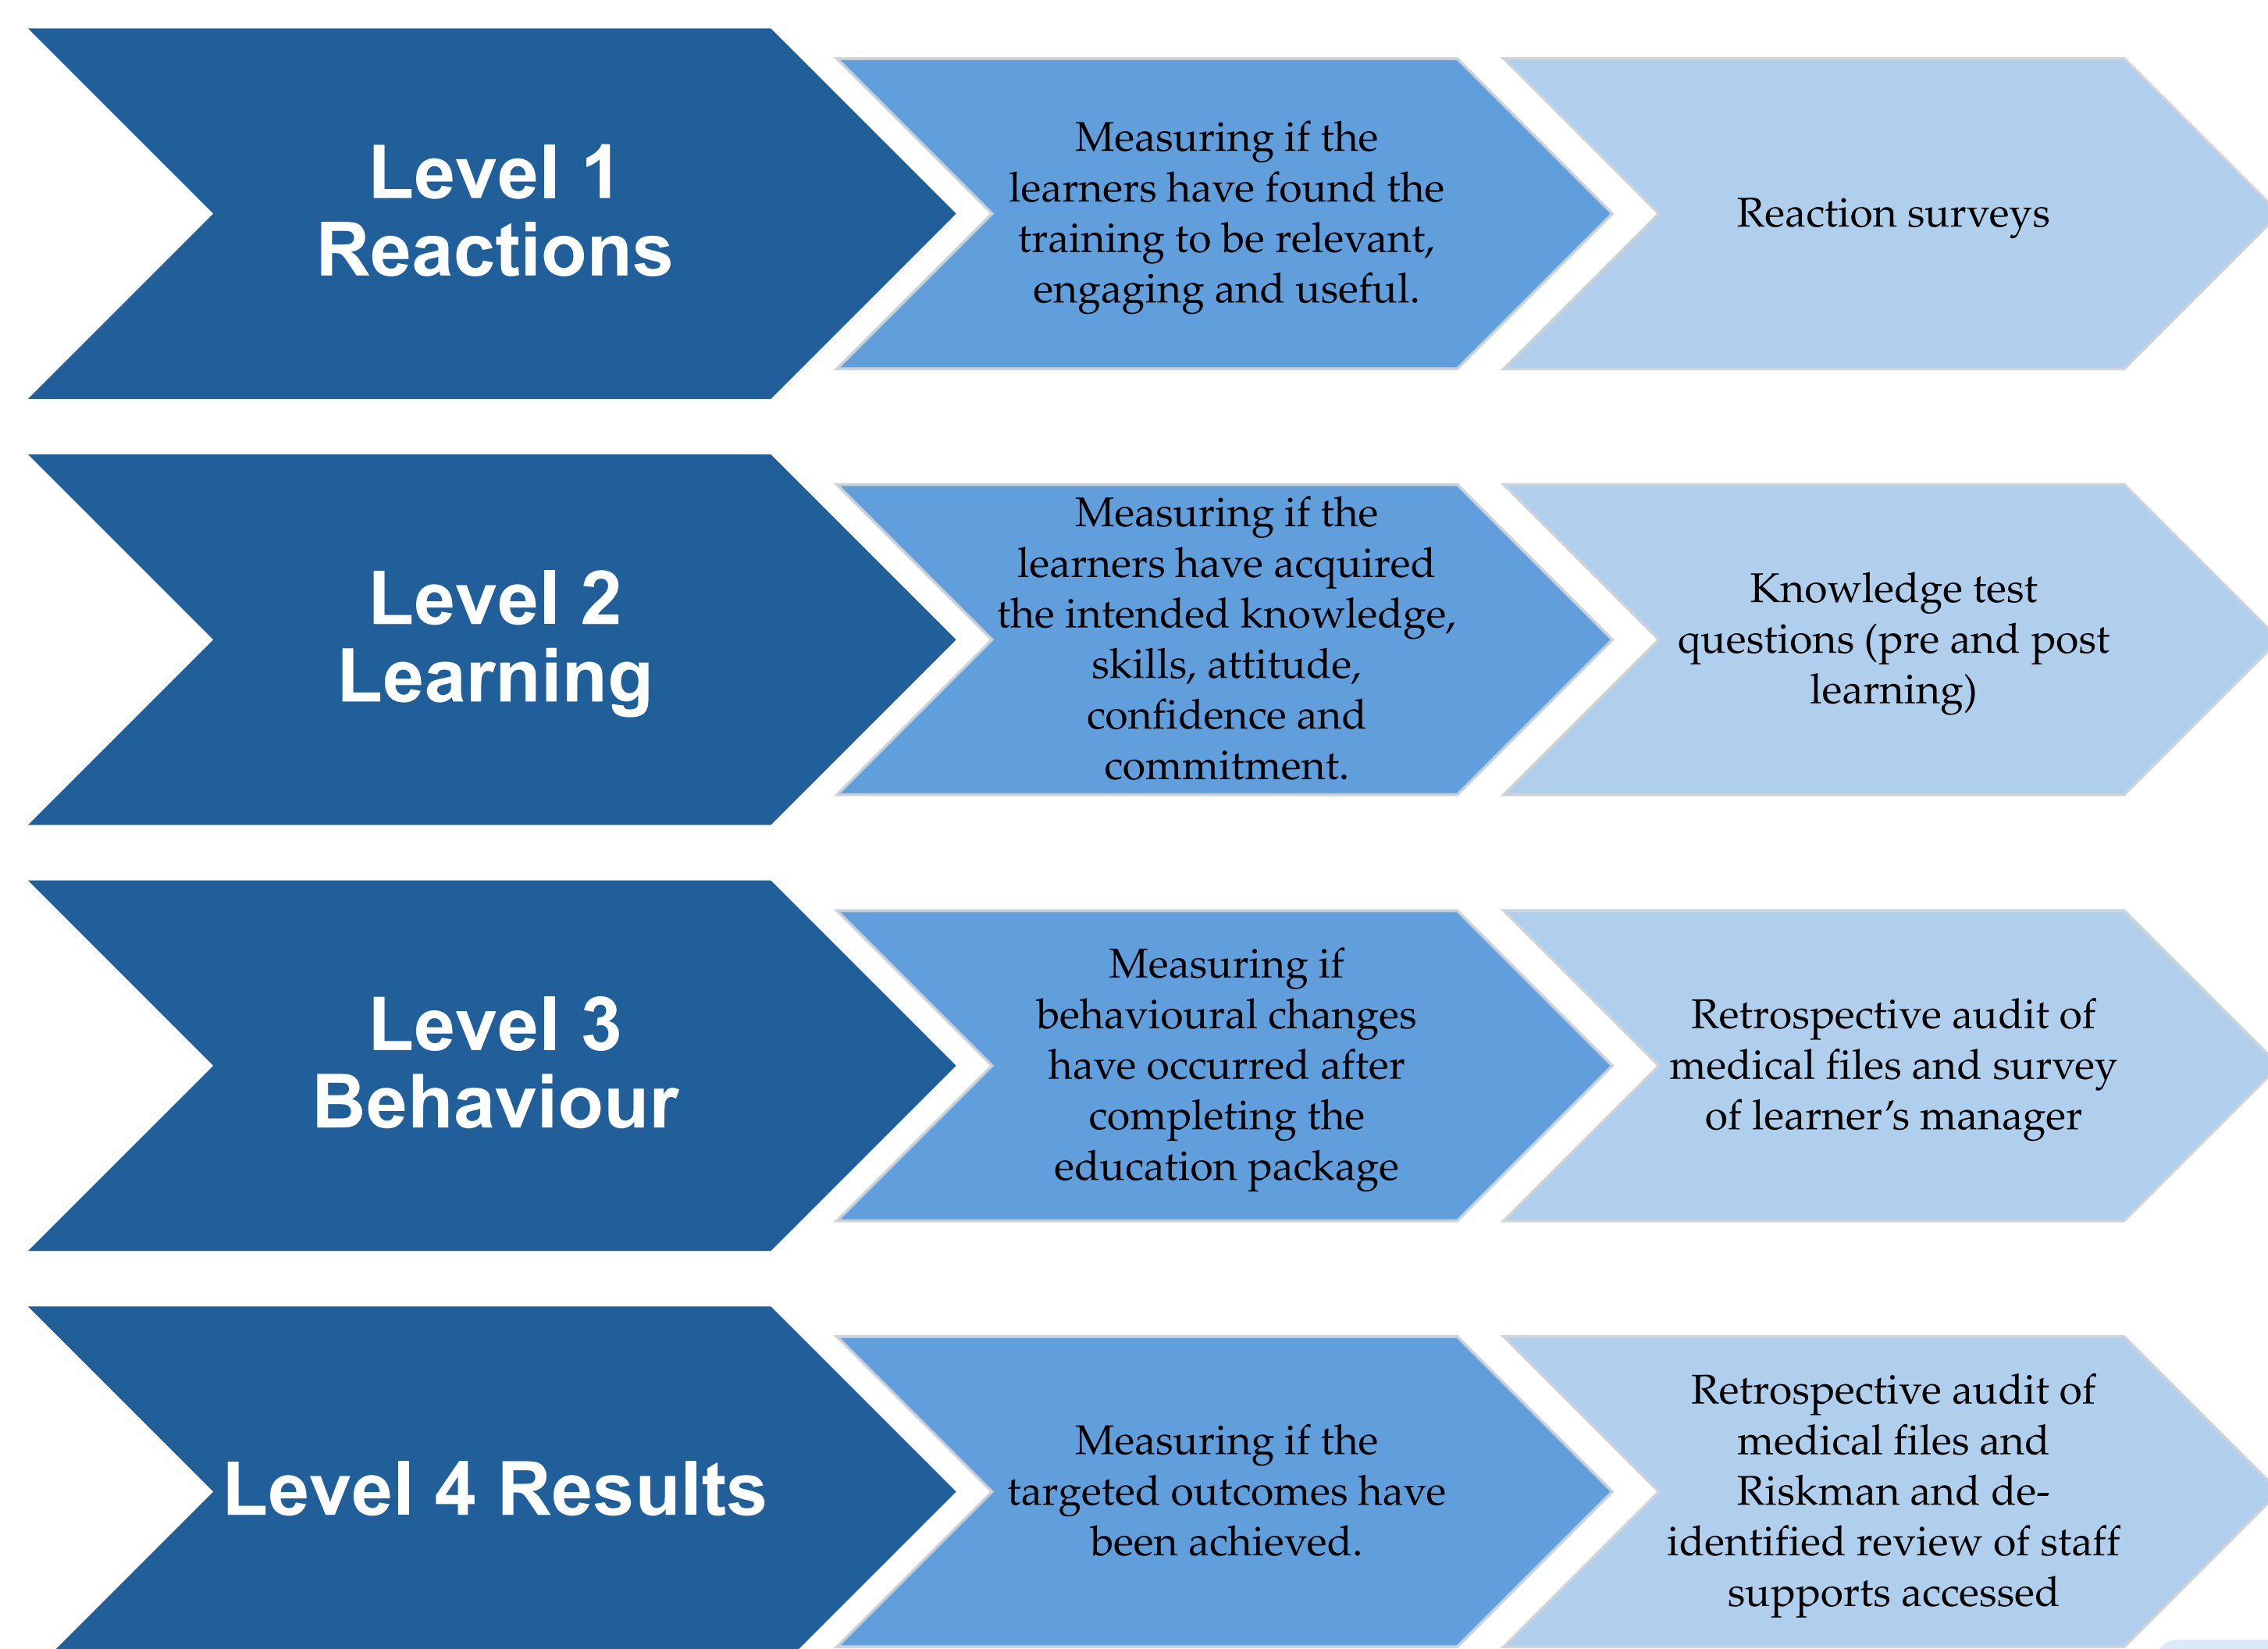 Level 1
Reactions
Measuring if the
learners have found the
training to be relevant,
engaging and useful.
Reaction surveys
Level 2
Learning
Measuring if the
learners have acquired
the intended knowledge,
skills, attitude,
confidence and
commitment.
Knowledge test
questions (pre and post
learning)
Level 3
Behaviour
Measuring if
behavioural changes
have occurred after
completing the
education package
Retrospective audit of
medical files and survey
of learner’s manager
Level 4 Results
Measuring if the
targeted outcomes have
been achieved.
Retrospective audit of
medical files and
Riskman and de-
identified review of staff
supports accessed